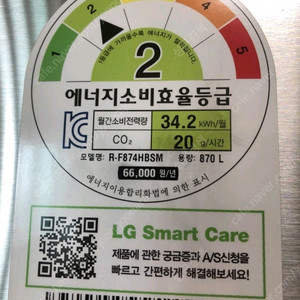 1 2 3 4 5
1등급에 가까울수록 에너지가 절약됩니다
2
에너지소비효율등급
월간소비전력량 34.2 kWh/월
CO₂ 20 g/시간
모델명: R-F874HBSM 용량: 870 L
66,000 원/년
에너지이용합리화법에 의한 표시
LG Smart Care
제품에 관한 궁금증과 A/S신청을
빠르고 간편하게 해결해보세요!